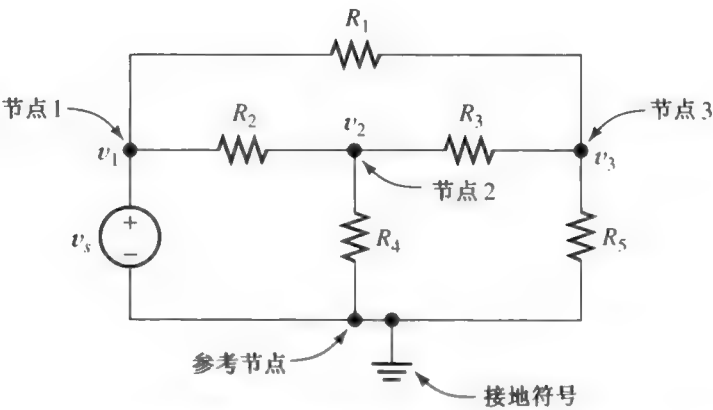 R₁
节点1
节点3
R₂
v₂
R₃
v₁
v₃
节点2
vₛ
+
−
R₄
R₅
参考节点
接地符号